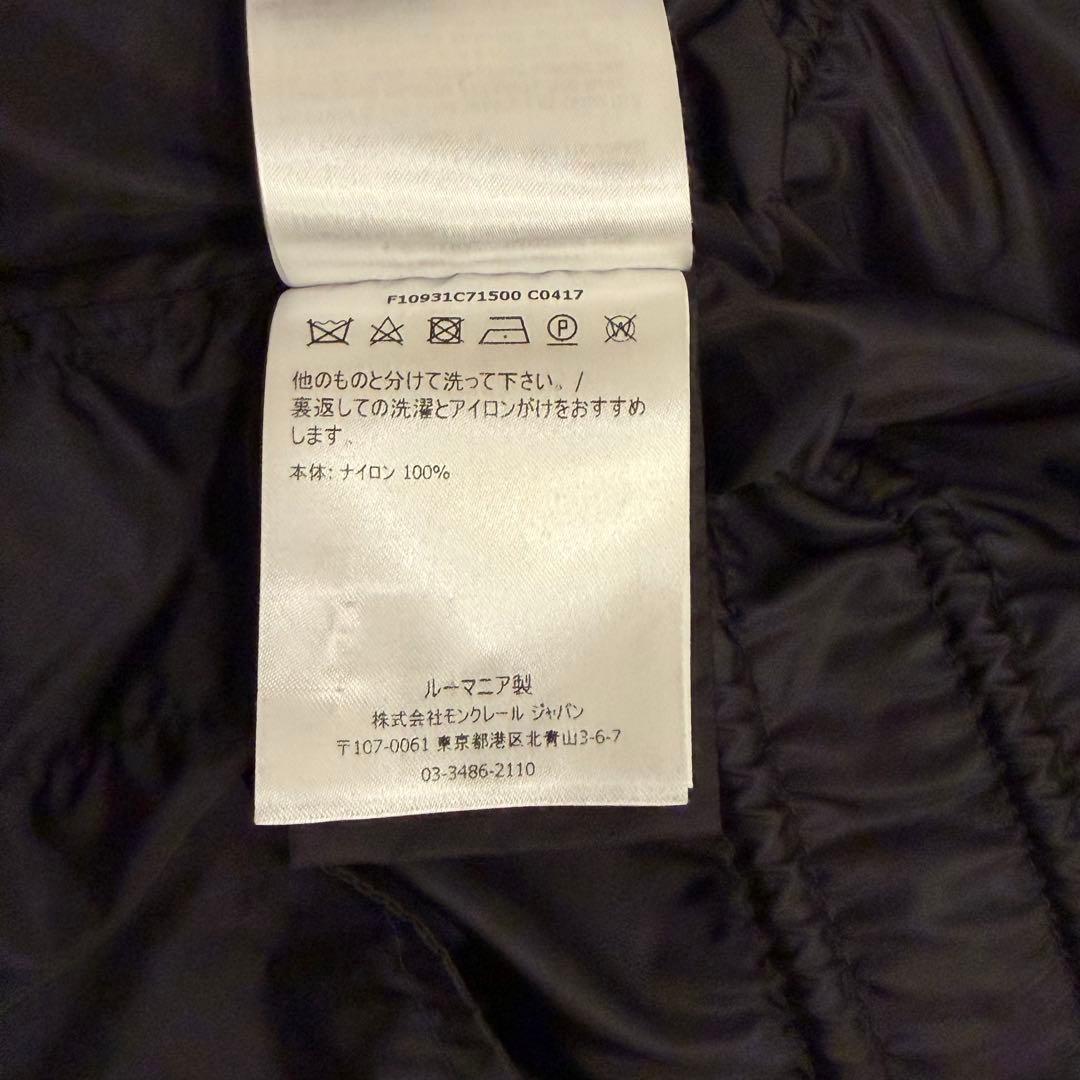 F10931C71500 C0417
P
W
他のものと分けて洗って下さい。/
裏返しての洗濯とアイロンがけをおすすめ
します。
本体: ナイロン 100%
ルーマニア製
株式会社モンクレール ジャパン
〒107-0061 東京都港区北青山3-6-7
03-3486-2110